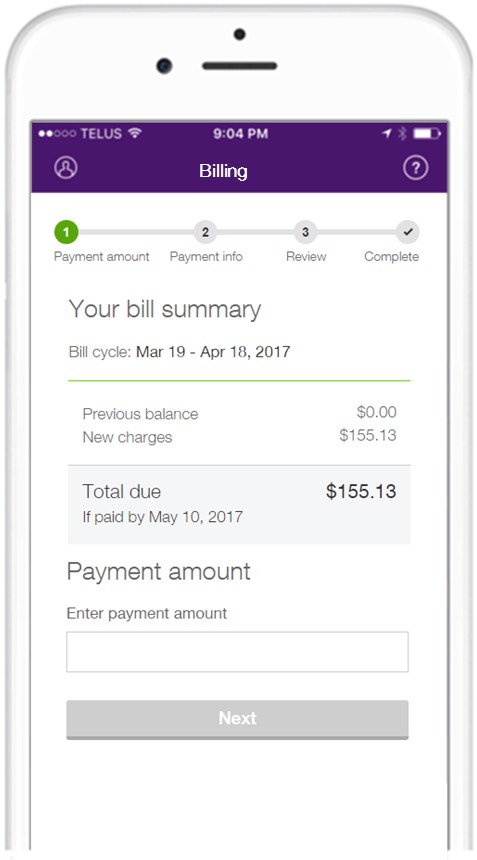 TELUS 9:04 PM
Billing ?
1 2 3
Payment amount Payment info Review Complete
Your bill summary
Bill cycle: Mar 19 - Apr 18, 2017
Previous balance $0.00
New charges $155.13
Total due $155.13
If paid by May 10, 2017
Payment amount
Enter payment amount
Next